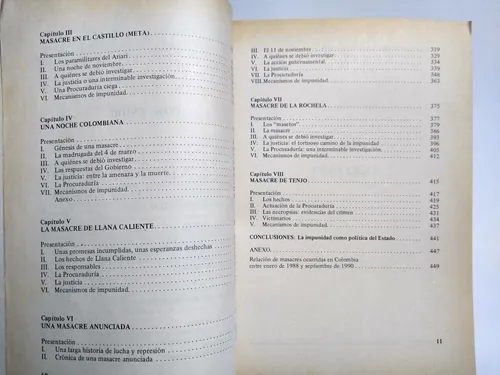 Capítulo III
MASACRE EN EL CASTILLO (META)
Presentación
I. Los paramilitares del Ariari
II. Una noche de noviembre
III. A quiénes se debió investigar
IV. La justicia o una interminable investigación
V. La Procuraduría ciega
VI. Mecanismos de impunidad
Capítulo IV
UNA NOCHE COLOMBIANA
I. Génesis de una masacre
II. La madrugada del 4 de marzo
III. A quiénes se debió investigar
IV. Las respuestas del Gobierno
V. La justicia: entre la amenaza y la muerte
VI. La Procuraduría
VII. Mecanismos de impunidad
Anexo
Capítulo V
LA MASACRE DE LLANA CALIENTE
Presentación
I. Unas promesas incumplidas, unas esperanzas deshechas
II. Los hechos de Llana Caliente
III. Los responsables
IV. La Procuraduría
V. La justicia
VI. Mecanismos de impunidad
Capítulo VI
UNA MASACRE ANUNCIADA
Presentación
I. Una larga historia de lucha y represión
II. Crónica de una masacre anunciada
III. El 11 de noviembre 319
IV. A quiénes se debió investigar 329
V. La acción gubernamental
VI. La justicia
VII. La Procuraduría
VIII. Mecanismos de impunidad 363
Capítulo VII
MASACRE DE LA ROCHELA 375
Presentación 377
I. Los "masetos" 379
II. La masacre 386
III. A quiénes se debió investigar 393
IV. La justicia: el tortuoso camino de la impunidad 396
V. La Procuraduría: una interminable investigación 405
VI. Mecanismos de impunidad 412
Capítulo VIII
MASACRE DE TENJO 415
Presentación 417
I. Los hechos 421
II. Actuación de la Procuraduría 424
III. Las necropsias: evidencias del crimen 431
IV. Victimarios 434
V. Mecanismos de impunidad 437
CONCLUSIONES: La impunidad como política del Estado 441
ANEXO 447
Relación de masacres ocurridas en Colombia
entre enero de 1988 y septiembre de 1990 449
11